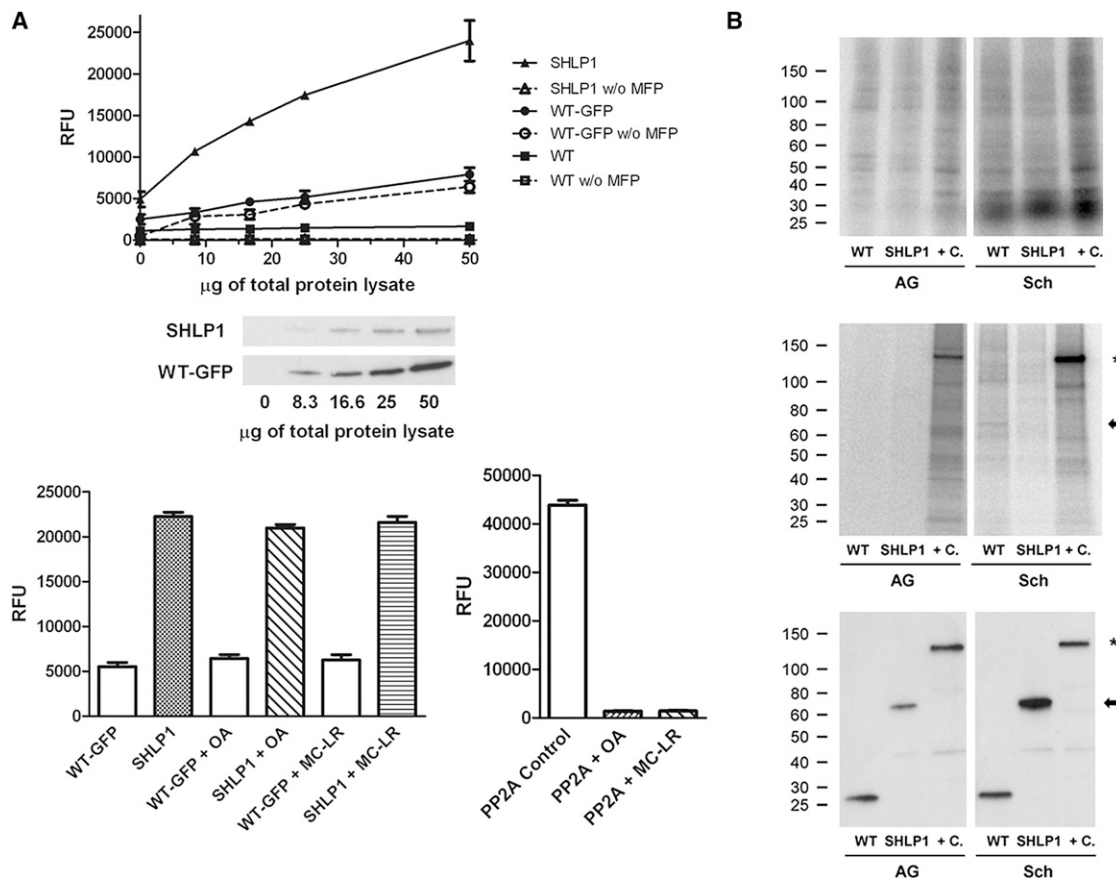 A
RFU
25000
20000
15000
10000
5000
0
0 10 20 30 40 50
μg of total protein lysate
SHLP1
SHLP1 w/o MFP
WT-GFP
WT-GFP w/o MFP
WT
WT w/o MFP
SHLP1
WT-GFP
0 8.3 16.6 25 50
μg of total protein lysate
RFU
25000
20000
15000
10000
5000
0
WT-GFP
SHLP1
WT-GFP + OA
SHLP1 + OA
WT-GFP + MC-LR
SHLP1 + MC-LR
RFU
50000
40000
30000
20000
10000
0
PP2A Control
PP2A + OA
PP2A + MC-LR
B
150
100
80
60
50
40
30
25
WT SHLP1 + C. WT SHLP1 + C.
AG Sch
150
100
80
60
50
40
30
25
*
WT SHLP1 + C. WT SHLP1 + C.
AG Sch
150
100
80
60
50
40
30
25
*
WT SHLP1 + C. WT SHLP1 + C.
AG Sch